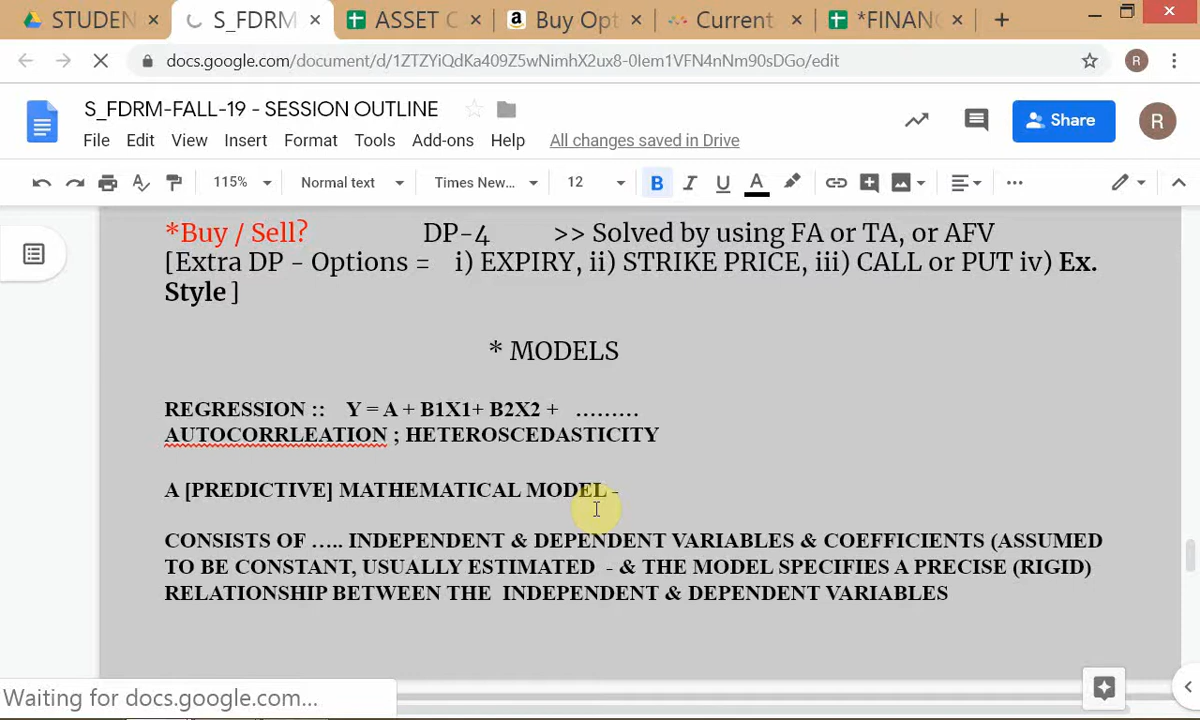 STUDEN
S_FDRM
ASSET C
Buy Opt
Current
*FINANC
docs.google.com/document/d/1ZTZYiQdKa409Z5wNimhX2ux8-0lem1VFN4nNm90sDGo/edit
R
S_FDRM-FALL-19 - SESSION OUTLINE
File Edit View Insert Format Tools Add-ons Help All changes saved in Drive
Share
R
115% Normal text Times New... 12 B I U A
*Buy / Sell? DP-4 >> Solved by using FA or TA, or AFV
[Extra DP - Options = i) EXPIRY, ii) STRIKE PRICE, iii) CALL or PUT iv) Ex.
Style ]
* MODELS
REGRESSION :: Y = A + B1X1+ B2X2 + ………
AUTOCORRLEATION ; HETEROSCEDASTICITY
A [PREDICTIVE] MATHEMATICAL MODEL -
CONSISTS OF ….. INDEPENDENT & DEPENDENT VARIABLES & COEFFICIENTS (ASSUMED
TO BE CONSTANT, USUALLY ESTIMATED - & THE MODEL SPECIFIES A PRECISE (RIGID)
RELATIONSHIP BETWEEN THE INDEPENDENT & DEPENDENT VARIABLES
Waiting for docs.google.com...